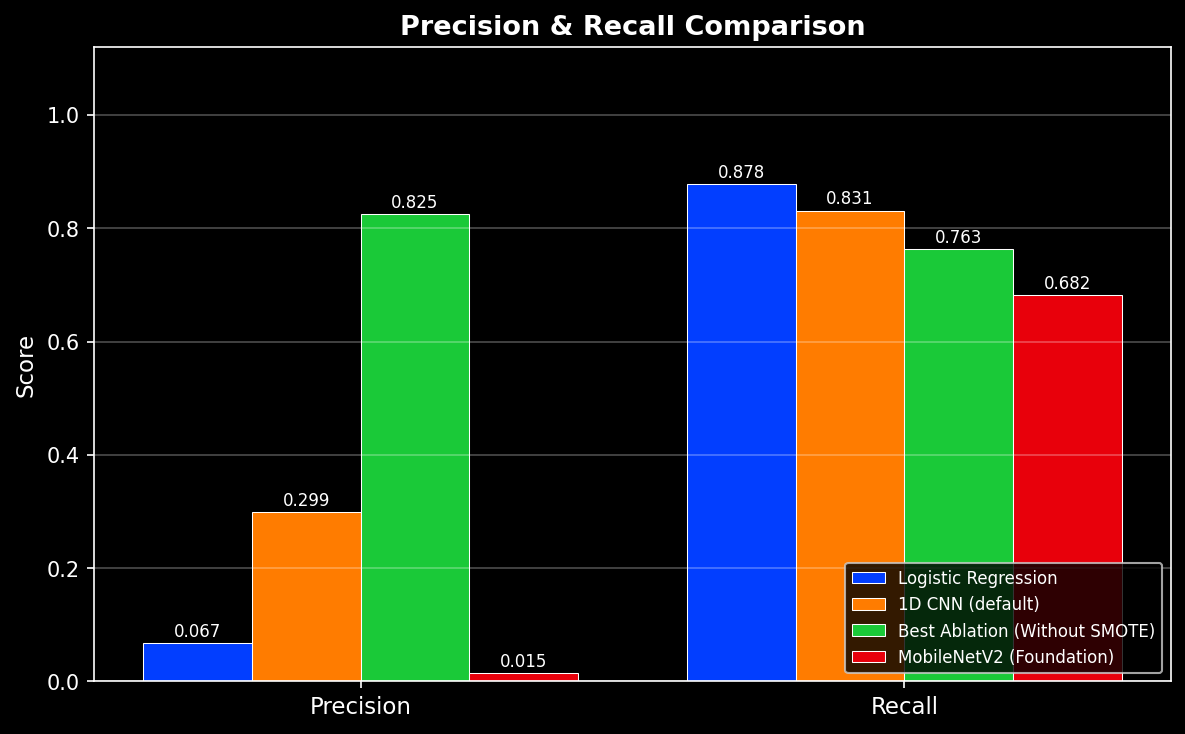 Precision & Recall Comparison
Score
1.0
0.8
0.6
0.4
0.2
0.0
0.067
0.299
0.825
0.015
0.878
0.831
0.763
0.682
Precision
Recall
Logistic Regression
1D CNN (default)
Best Ablation (Without SMOTE)
MobileNetV2 (Foundation)